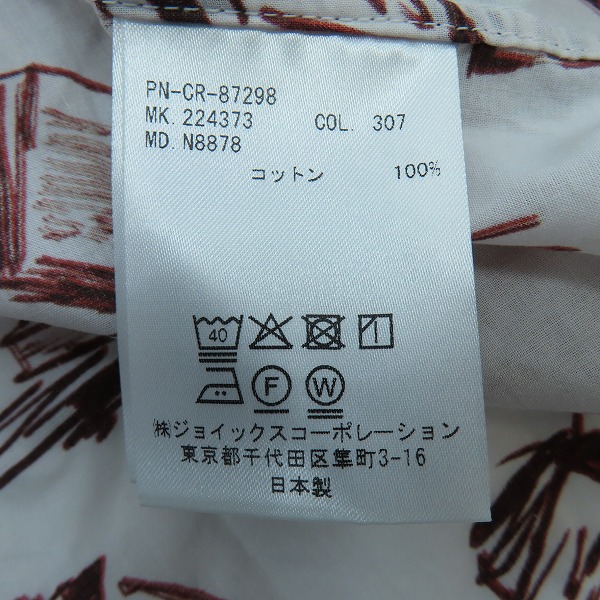 PN-CR-87298
MK. 224373 COL. 307
MD. N8878
コットン 100%
40
F W
㈱ジョイックスコーポレーション
東京都千代田区隼町3-16
日本製